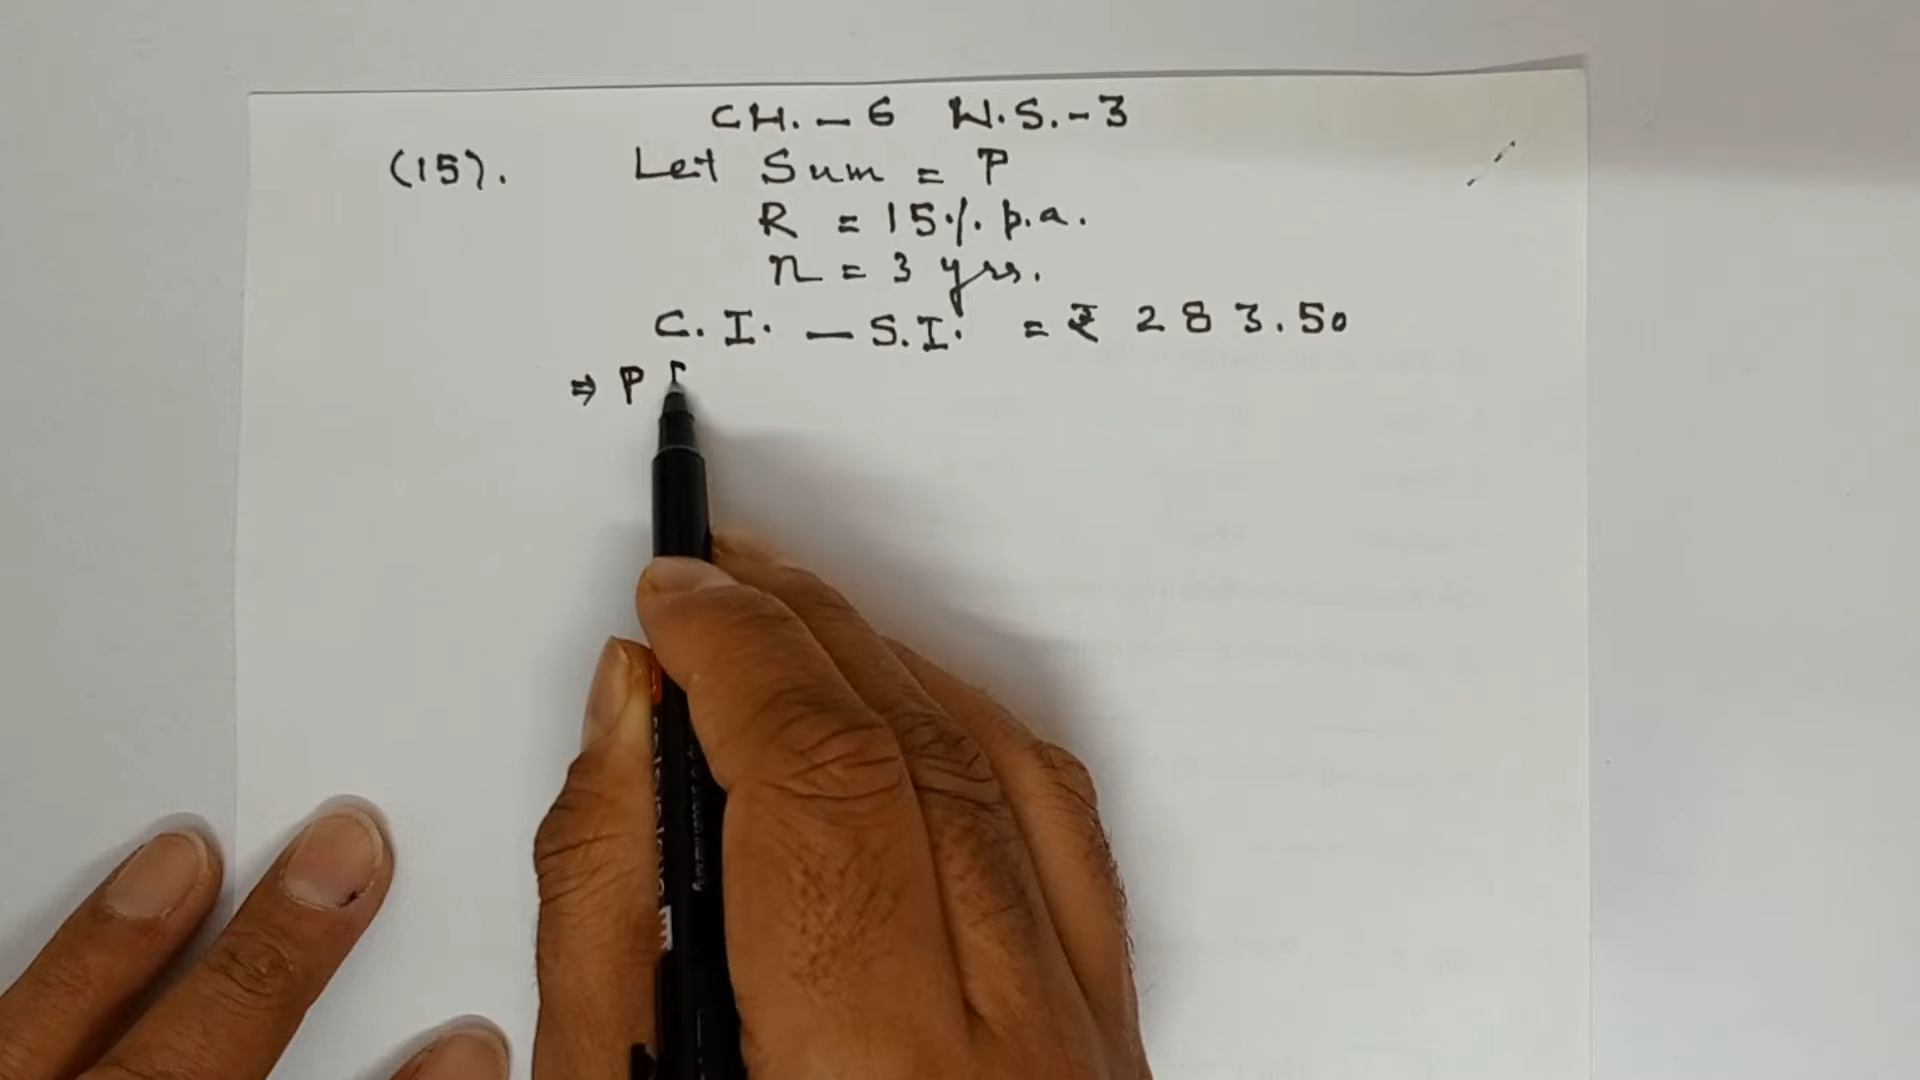 CH. - 6 W.S. - 3
(15). Let Sum = P
R = 15% p.a.
n = 3 yrs.
C.I. - S.I. = ₹ 283.50
⇒ P [